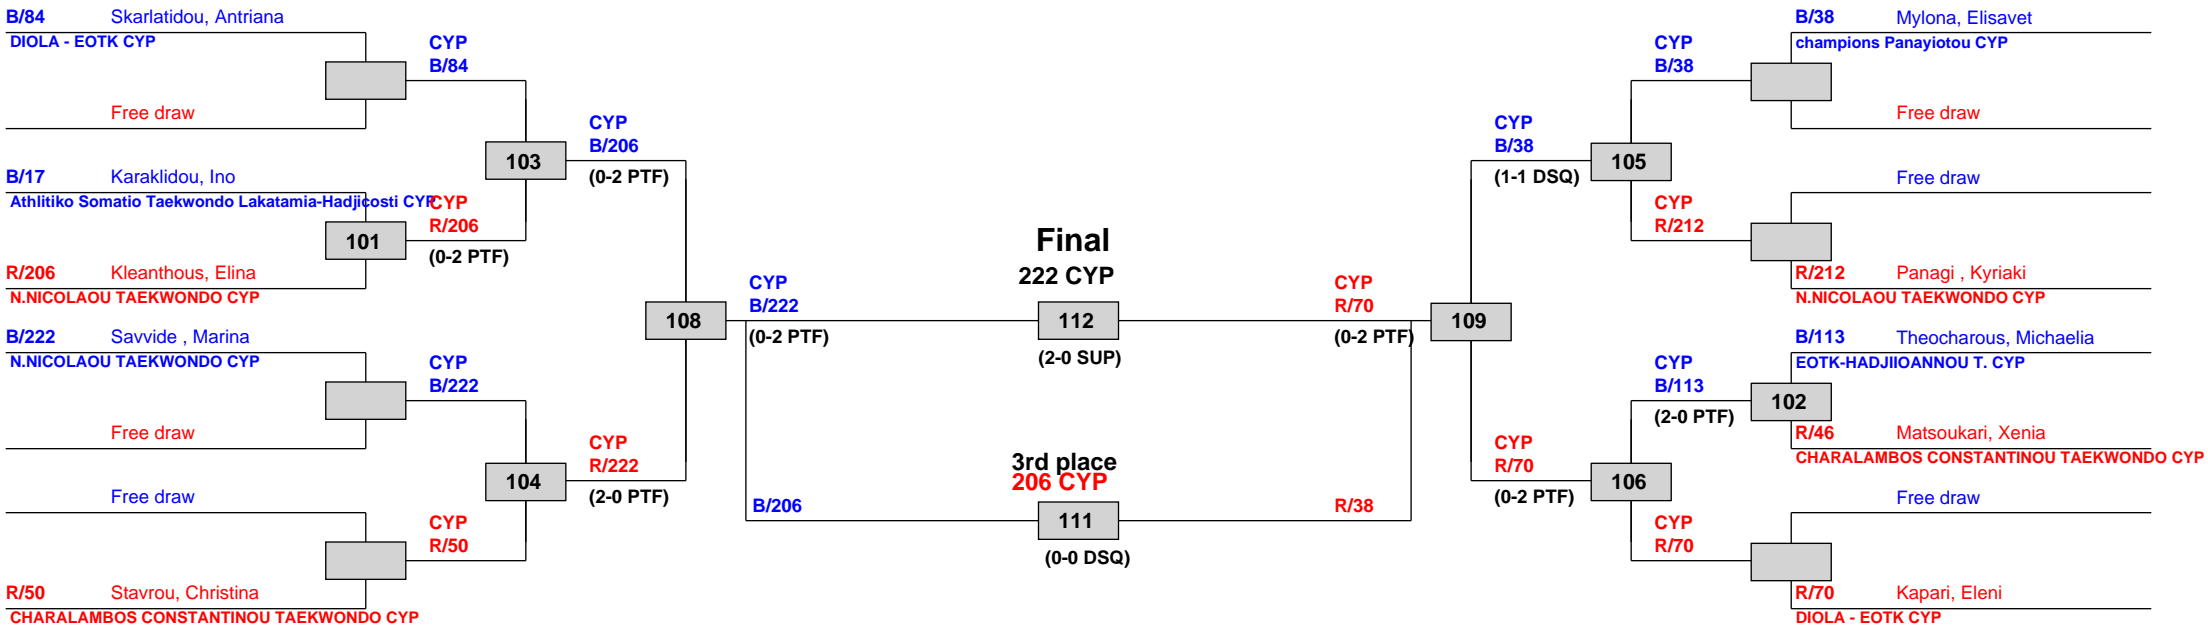 B/84 Skarlatidou, Antriana
DIOLA - EOTK CYP
Free draw
B/17 Karaklidou, Ino
Athlitiko Somatio Taekwondo Lakatamia-Hadjicosti CYP
101
R/206 Kleanthous, Elina
N.NICOLAOU TAEKWONDO CYP
B/222 Savvide , Marina
N.NICOLAOU TAEKWONDO CYP
Free draw
Free draw
R/50 Stavrou, Christina
CHARALAMBOS CONSTANTINOU TAEKWONDO CYP
CYP
B/84
103
CYP
R/206
(0-2 PTF)
CYP
B/222
104
CYP
R/50
CYP
B/206
(0-2 PTF)
108
CYP
R/222
(2-0 PTF)
CYP
B/222
(0-2 PTF)
B/206
Final
222 CYP
112
(2-0 SUP)
3rd place
206 CYP
111
(0-0 DSQ)
CYP
R/70
(0-2 PTF)
R/38
109
CYP
B/38
(1-1 DSQ)
CYP
R/70
(0-2 PTF)
CYP
B/38
105
CYP
R/212
CYP
B/113
(2-0 PTF)
106
CYP
R/70
B/38 Mylona, Elisavet
champions Panayiotou CYP
Free draw
Free draw
R/212 Panagi , Kyriaki
N.NICOLAOU TAEKWONDO CYP
B/113 Theocharous, Michaelia
EOTK-HADJIIOANNOU T. CYP
102
R/46 Matsoukari, Xenia
CHARALAMBOS CONSTANTINOU TAEKWONDO CYP
Free draw
R/70 Kapari, Eleni
DIOLA - EOTK CYP